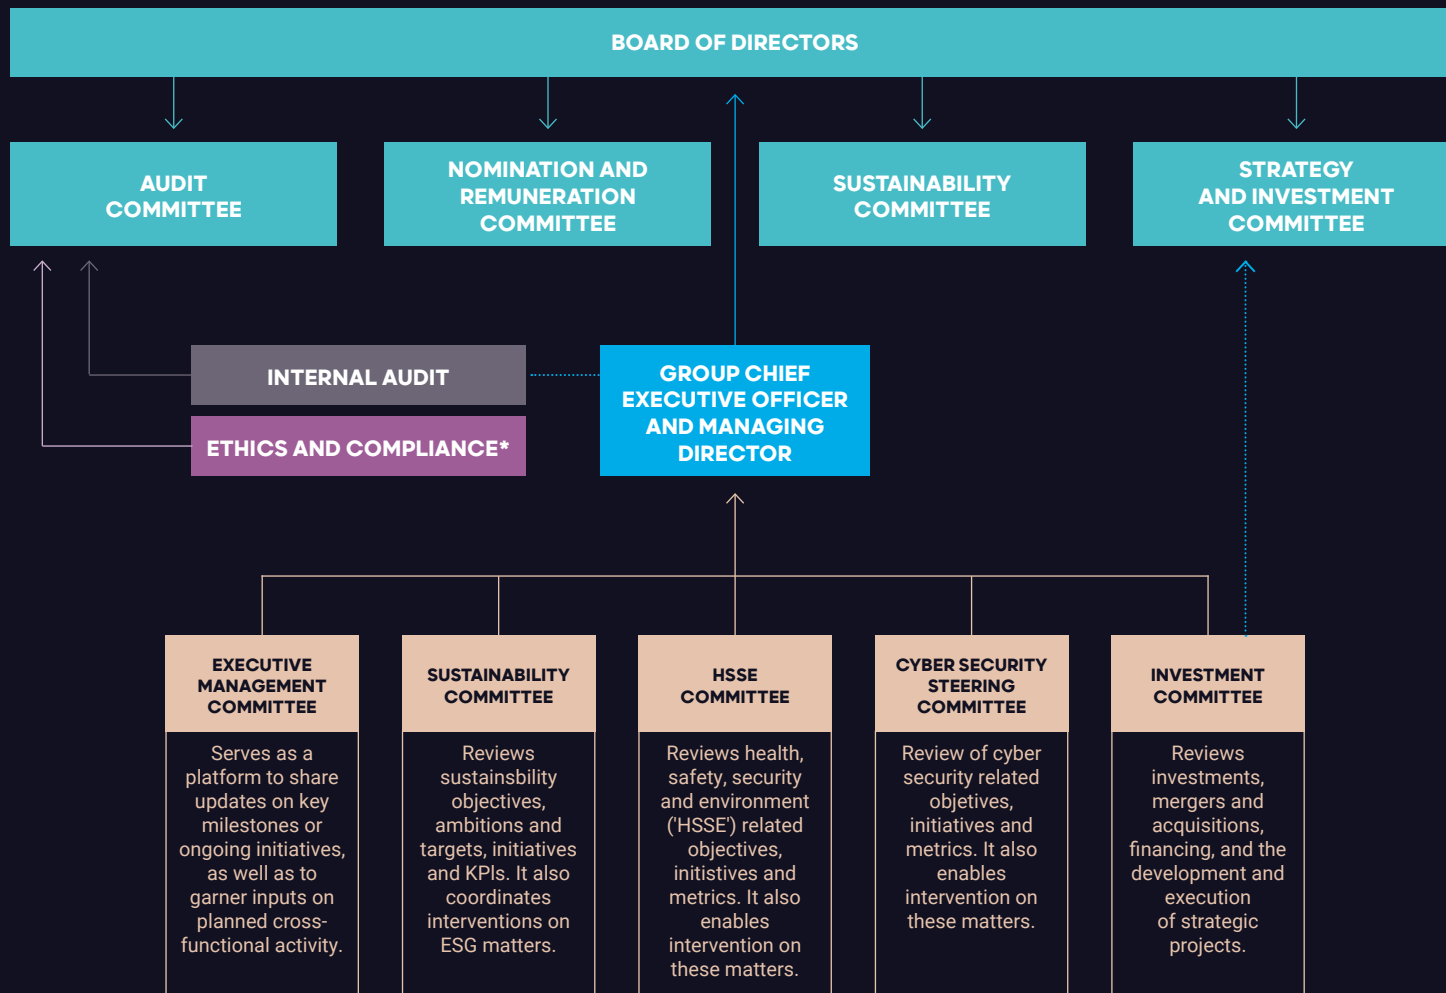 BOARD OF DIRECTORS
AUDIT
COMMITTEE
NOMINATION AND
REMUNERATION
COMMITTEE
SUSTAINABILITY
COMMITTEE
STRATEGY
AND INVESTMENT
COMMITTEE
INTERNAL AUDIT
ETHICS AND COMPLIANCE*
GROUP CHIEF
EXECUTIVE OFFICER
AND MANAGING
DIRECTOR
EXECUTIVE
MANAGEMENT
COMMITTEE
Serves as a
platform to share
updates on key
milestones or
ongoing initiatives,
as well as to
garner inputs on
planned cross-
functional activity.
SUSTAINABILITY
COMMITTEE
Reviews
sustainsbility
objectives,
ambitions and
targets, initiatives
and KPIs. It also
coordinates
interventions on
ESG matters.
HSSE
COMMITTEE
Reviews health,
safety, security
and environment
('HSSE') related
objectives,
initistives and
metrics. It also
enables
intervention on
these matters.
CYBER SECURITY
STEERING
COMMITTEE
Review of cyber
security related
objetives,
initiatives and
metrics. It also
enables
intervention on
these matters.
INVESTMENT
COMMITTEE
Reviews
investments,
mergers and
acquisitions,
financing, and the
development and
execution
of strategic
projects.